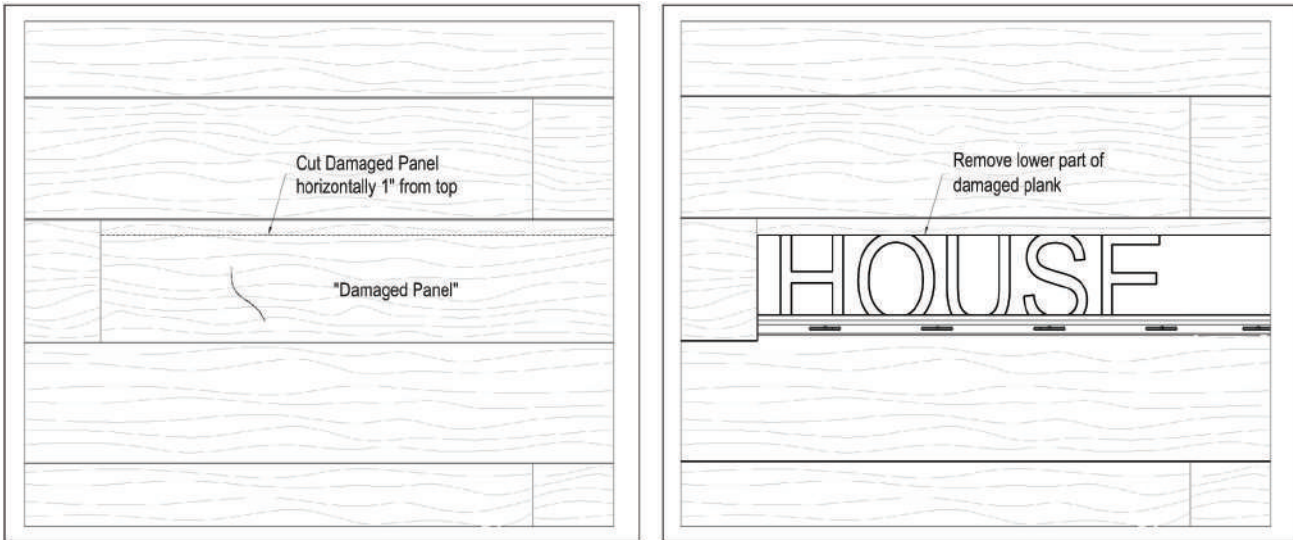 Cut Damaged Panel
horizontally 1" from top
"Damaged Panel"
Remove lower part of
damaged plank
HOUSE